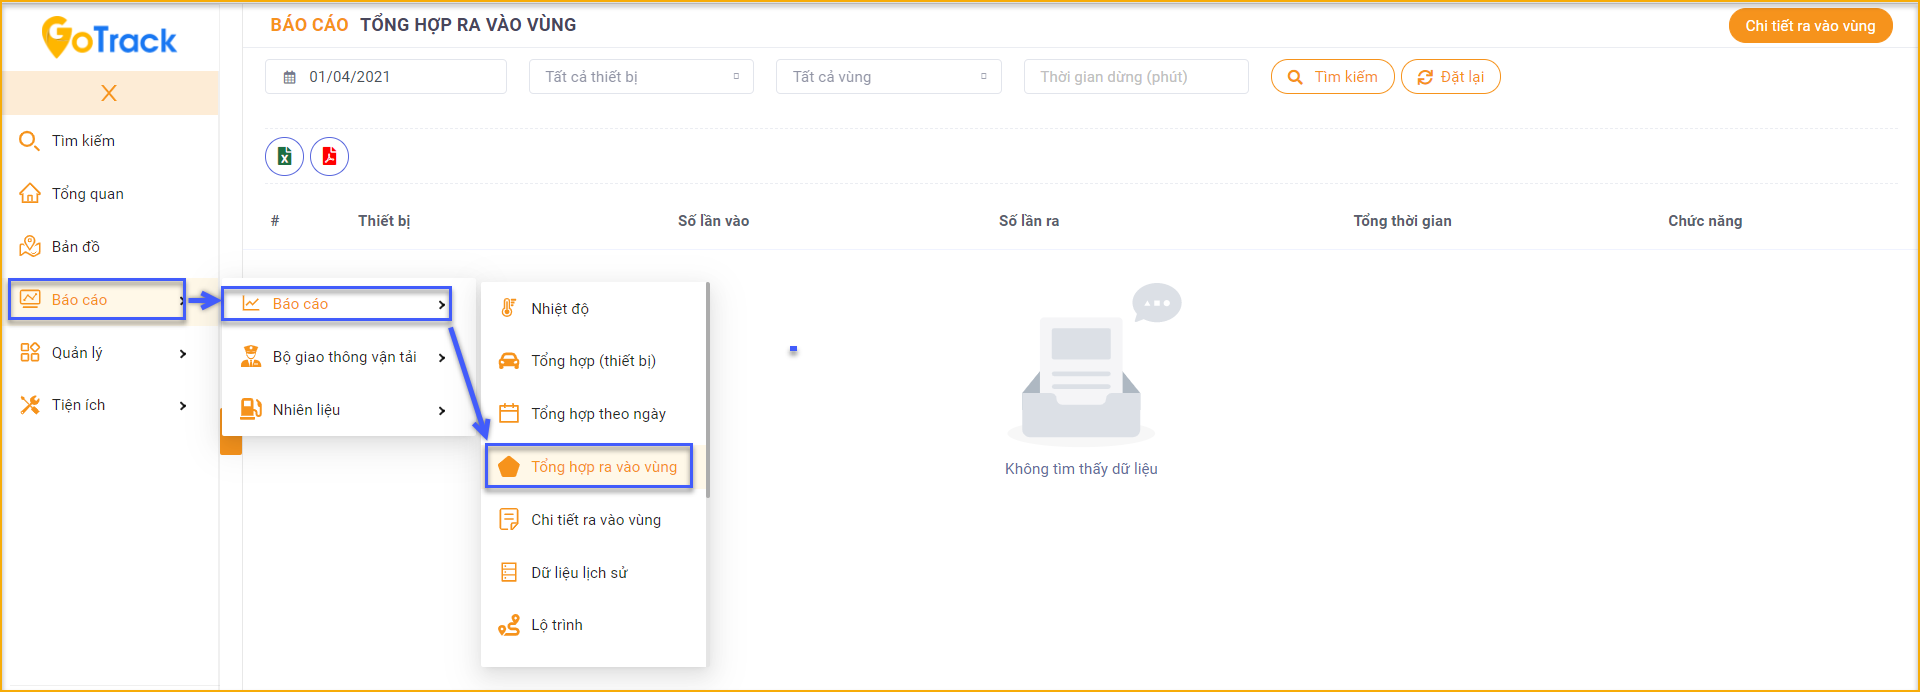 GoTrack
X
Tìm kiếm
Tổng quan
Bản đồ
Báo cáo
Quản lý
Tiện ích
BÁO CÁO TỔNG HỢP RA VÀO VÙNG
Chi tiết ra vào vùng
01/04/2021
Tất cả thiết bị
Tất cả vùng
Thời gian dừng (phút)
Tìm kiếm
Đặt lại
# Thiết bị Số lần vào Số lần ra Tổng thời gian Chức năng
Báo cáo
Bộ giao thông vận tải
Nhiên liệu
Nhiệt độ
Tổng hợp (thiết bị)
Tổng hợp theo ngày
Tổng hợp ra vào vùng
Chi tiết ra vào vùng
Dữ liệu lịch sử
Lộ trình
Không tìm thấy dữ liệu